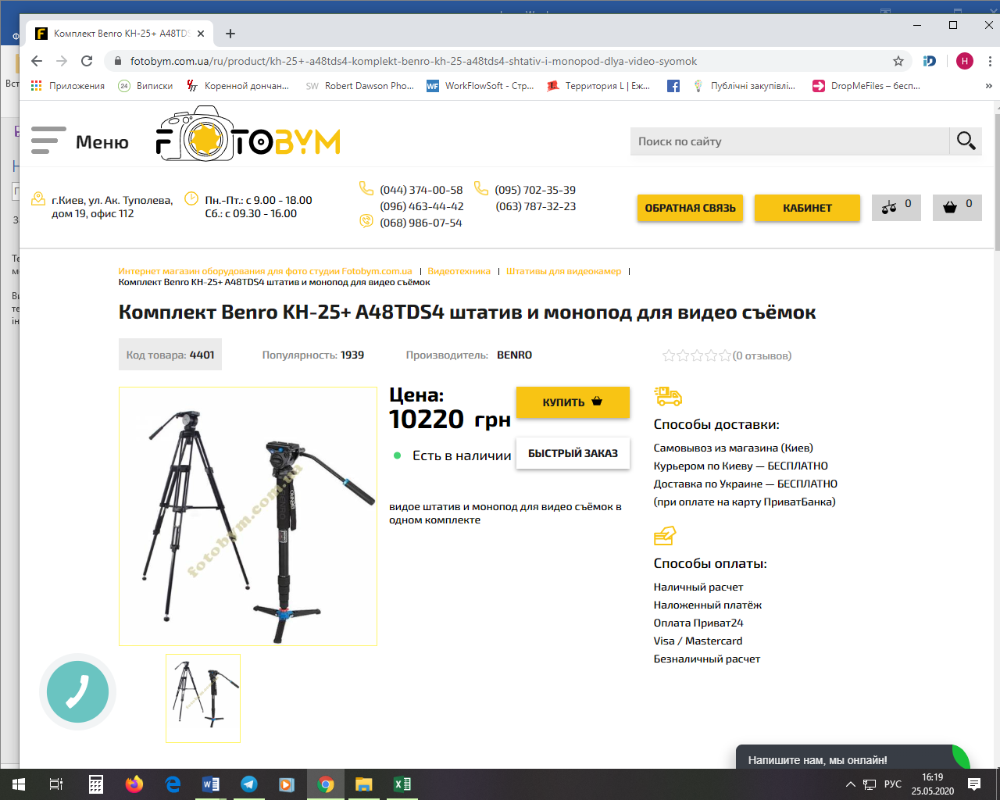 Комплект Benro KH-25+ A48TDS
fotobym.com.ua/ru/product/kh-25+-a48tds4-komplekt-benro-kh-25-a48tds4-shtativ-i-monopod-dlya-video-syomok
H
Приложения
24 Виписки
Коренной дончан...
SW Robert Dawson Pho...
WF WorkFlowSoft - Стр...
Территория L | Еж...
Публічні закупівлі...
DropMeFiles – бесп...
»
Меню
FOTOBYM
Поиск по сайту
г.Киев, ул. Ак. Туполева,
дом 19, офис 112
Пн.-Пт.: с 9.00 - 18.00
Сб.: с 09.30 - 16.00
(044) 374-00-58
(096) 463-44-42
(068) 986-07-54
(095) 702-35-39
(063) 787-32-23
ОБРАТНАЯ СВЯЗЬ
КАБИНЕТ
0
0
Интернет магазин оборудования для фото студии Fotobym.com.ua | Видеотехника | Штативы для видеокамер |
Комплект Benro KH-25+ A48TDS4 штатив и монопод для видео съёмок
Комплект Benro KH-25+ A48TDS4 штатив и монопод для видео съёмок
Код товара: 4401
Популярность: 1939
Производитель: BENRO
(0 отзывов)
Цена:
10220 грн
КУПИТЬ
Есть в наличии
БЫСТРЫЙ ЗАКАЗ
видое штатив и монопод для видео съёмок в
одном комплекте
fotobym.com.ua
Способы доставки:
Самовывоз из магазина (Киев)
Курьером по Киеву — БЕСПЛАТНО
Доставка по Украине — БЕСПЛАТНО
(при оплате на карту ПриватБанка)
Способы оплаты:
Наличный расчет
Наложенный платёж
Оплата Приват24
Visa / Mastercard
Безналичный расчет
Напишите нам, мы онлайн!
РУС
16:19
25.05.2020